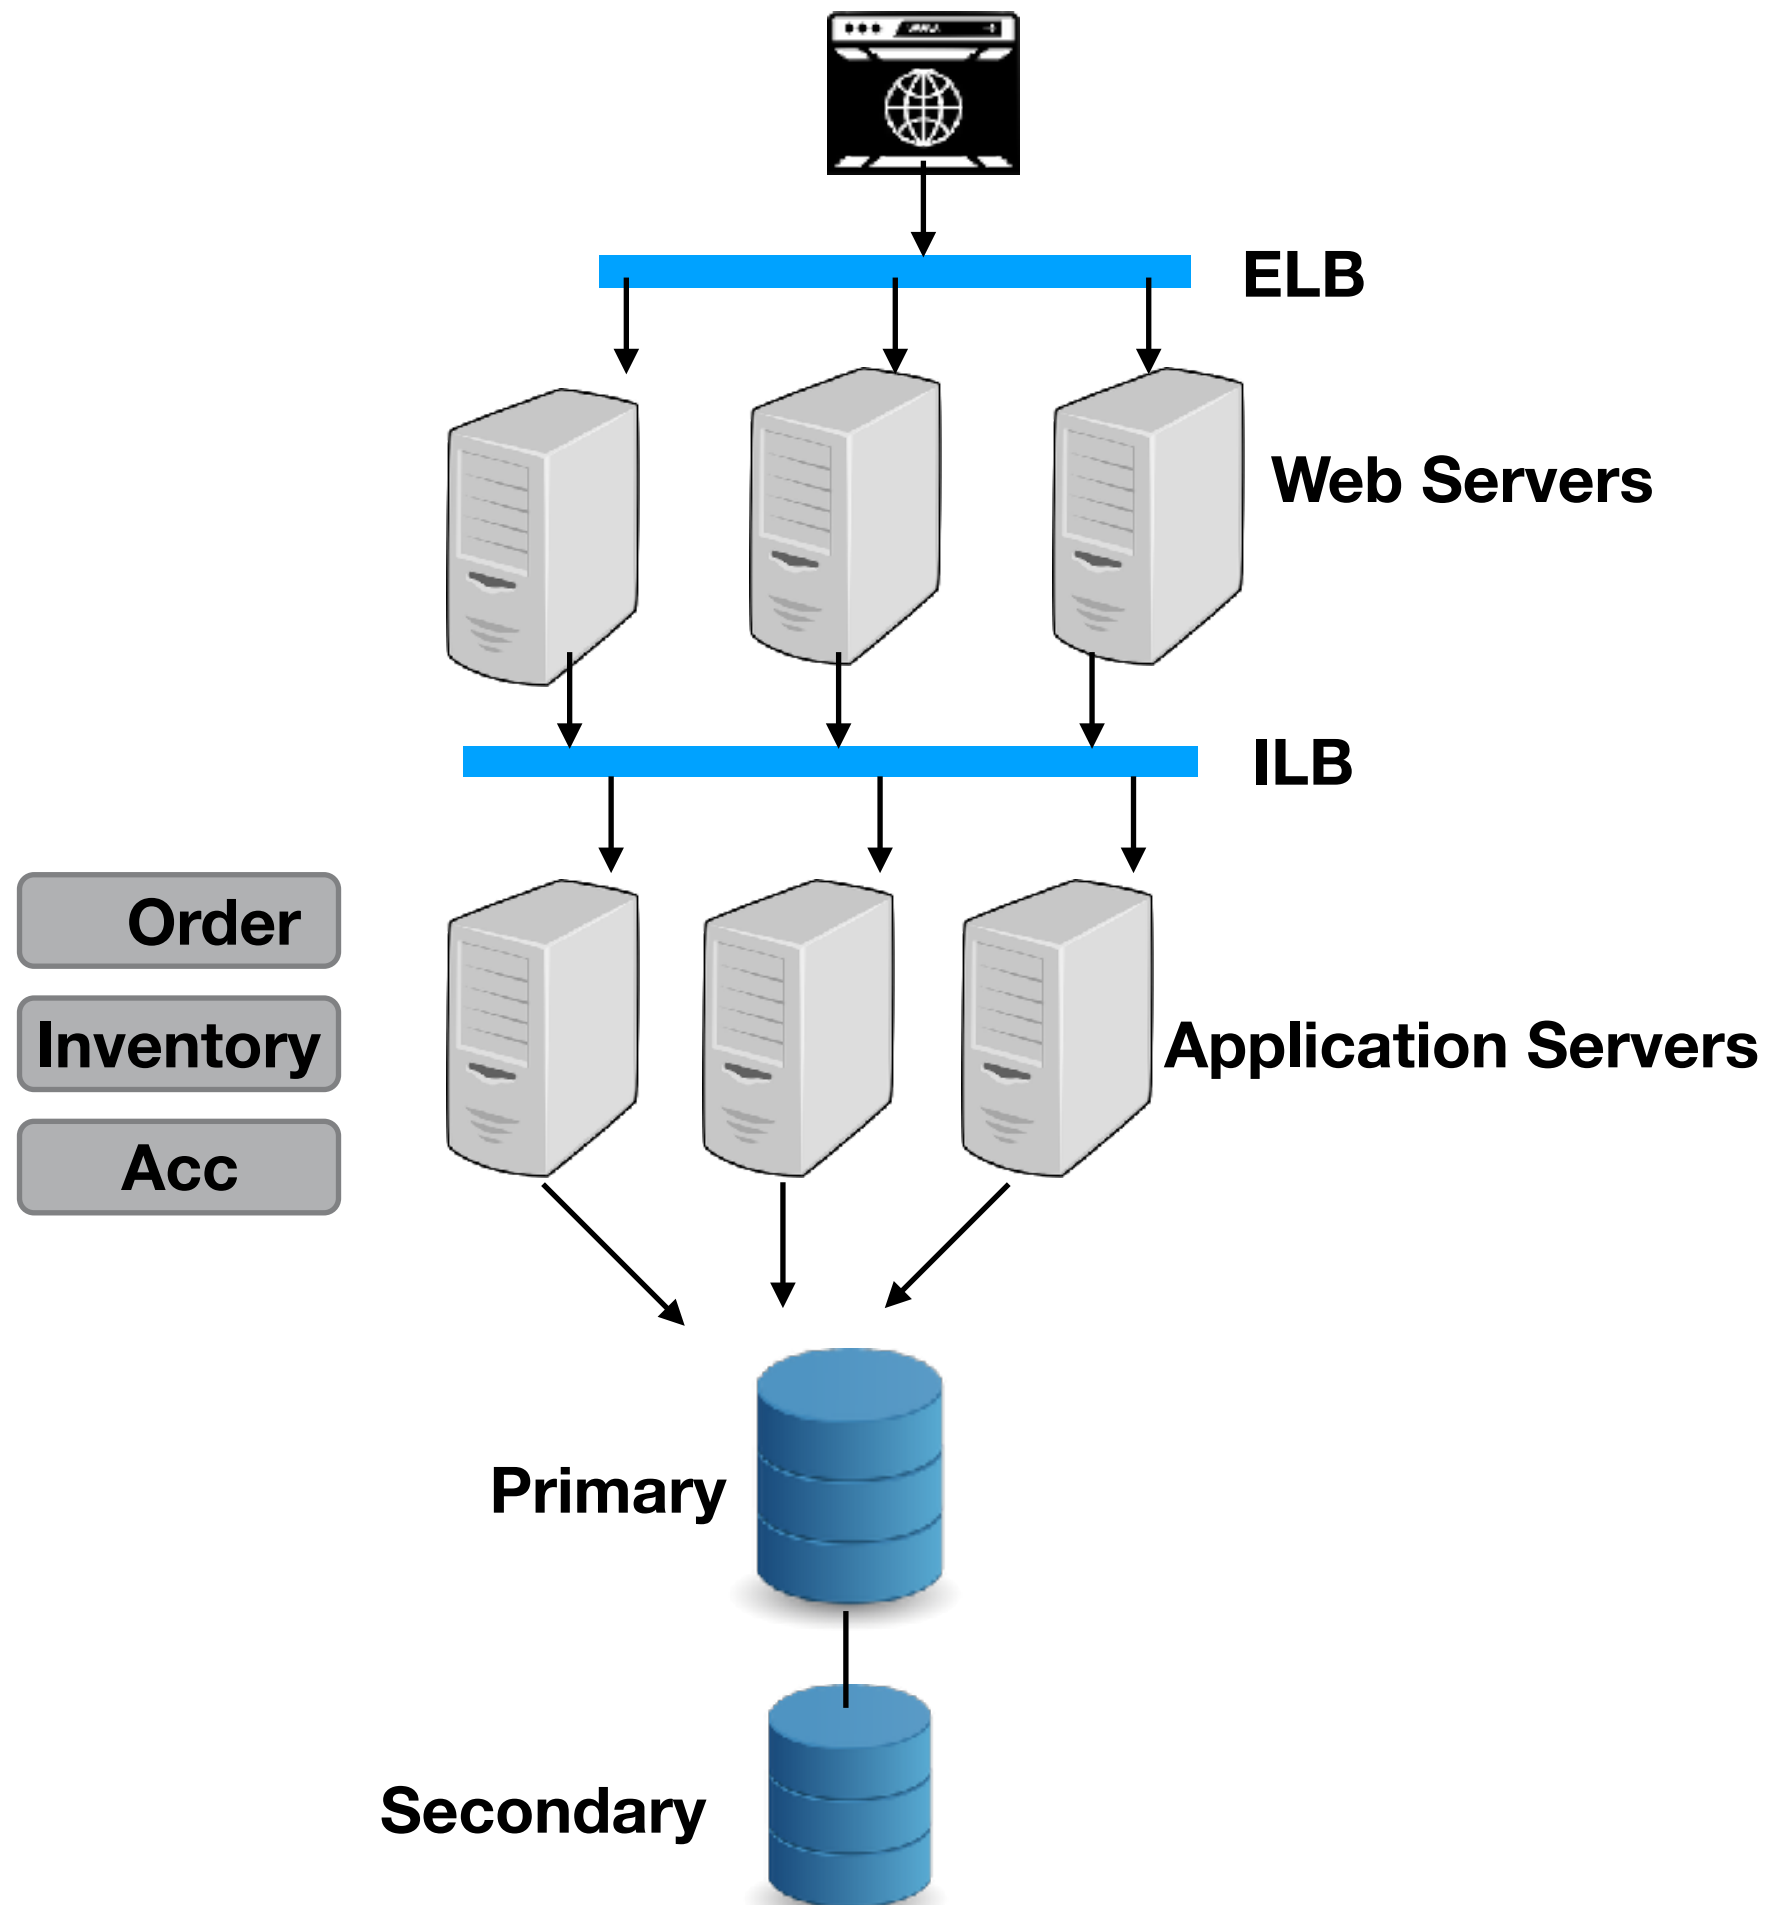 ELB
Web Servers
ILB
Order
Inventory
Application Servers
Acc
Primary
Secondary